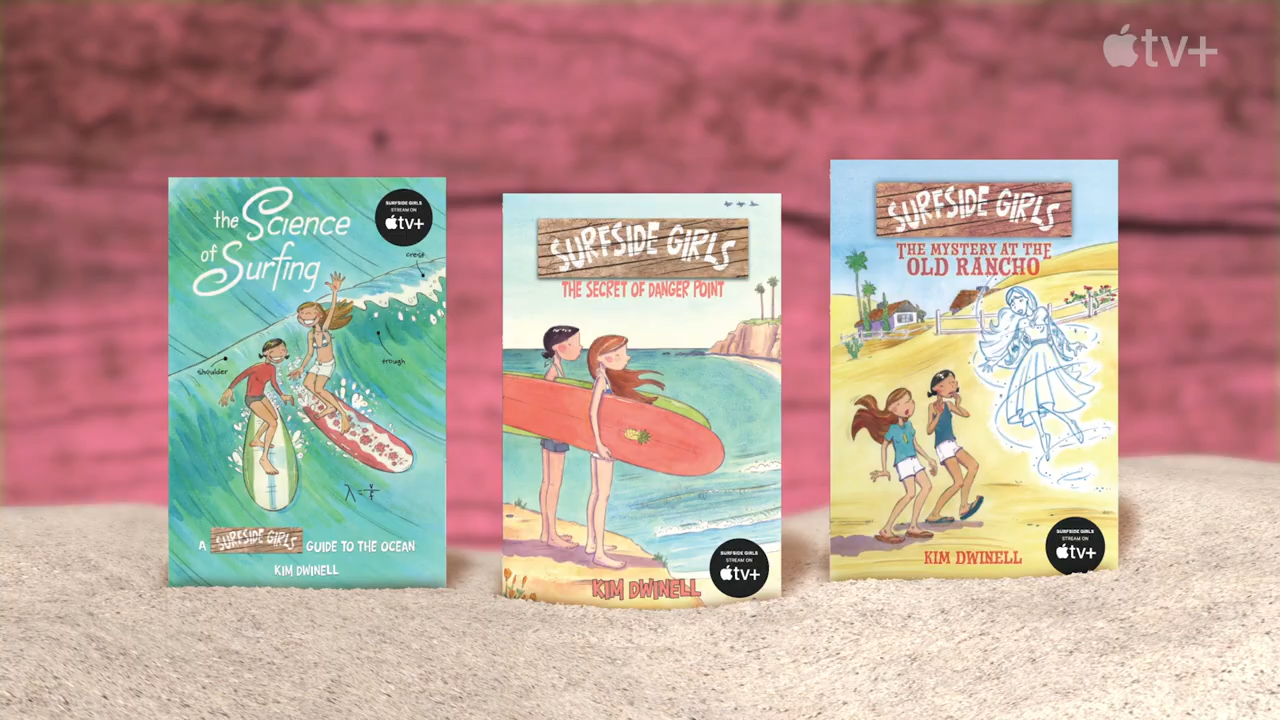 tv+
the Science
of Surfing
SURFSIDE GIRLS
STREAM ON
tv+
crest
trough
shoulder
λ = v/f
A SURFSIDE GIRLS GUIDE TO THE OCEAN
KIM DWINELL
SURFSIDE GIRLS
THE SECRET OF DANGER POINT
SURFSIDE GIRLS
STREAM ON
tv+
KIM DWINELL
SURFSIDE GIRLS
THE MYSTERY AT THE
OLD RANCHO
SURFSIDE GIRLS
STREAM ON
tv+
KIM DWINELL